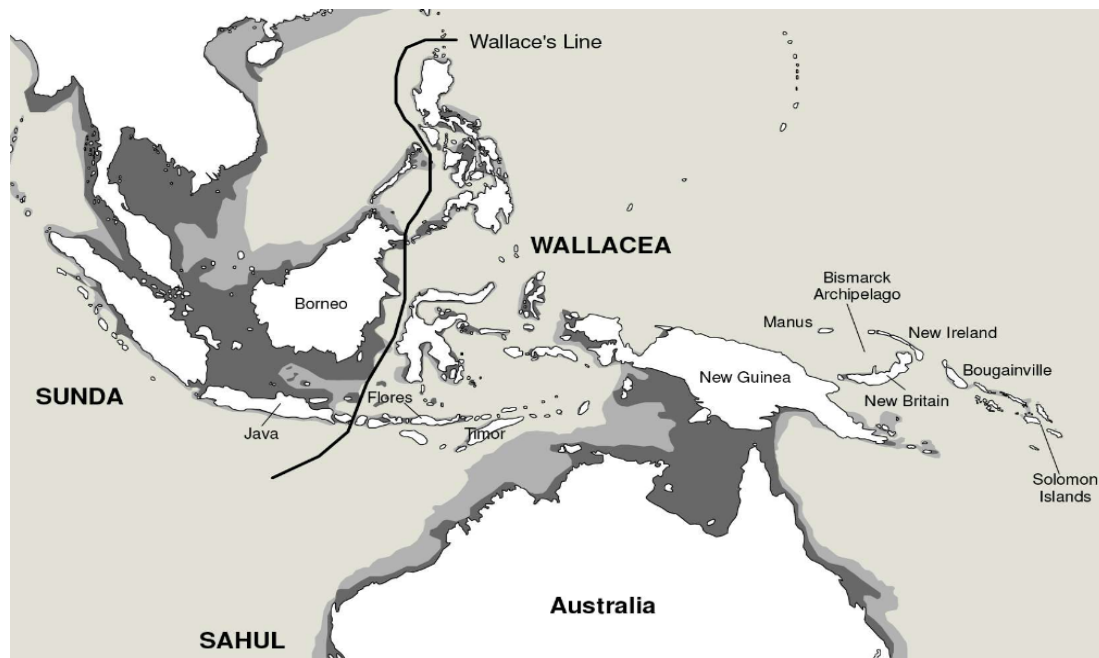 Wallace's Line
WALLACEA
Bismarck
Archipelago
Manus
New Ireland
Borneo
New Guinea
Bougainville
SUNDA
Flores
New Britain
Java
Timor
Solomon
Islands
Australia
SAHUL